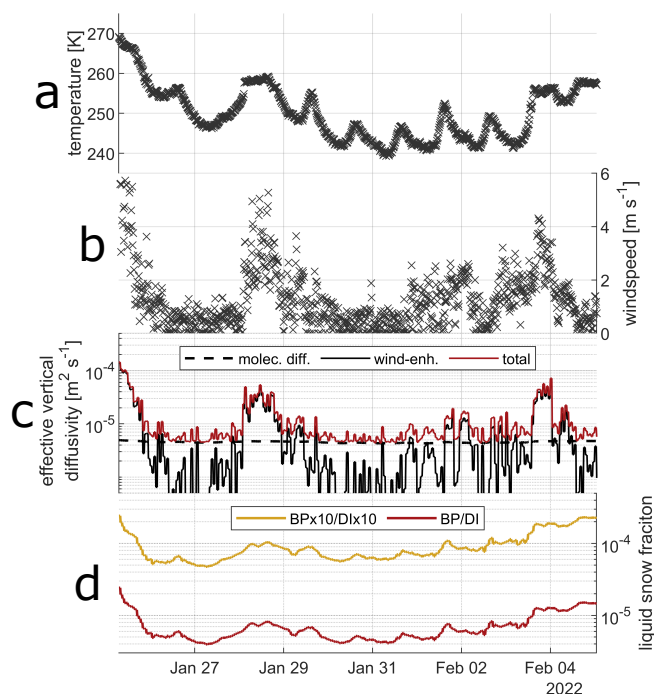 a
temperature [K]
270
260
250
240
b
6
4
2
0
windspeed [m s⁻¹]
c
effective vertical
diffusivity [m² s⁻¹]
10⁻⁴
10⁻⁵
molec. diff. wind-enh. total
d
BPx10/DIx10 BP/DI
10⁻⁴
10⁻⁵
liquid snow fraction
Jan 27 Jan 29 Jan 31 Feb 02 Feb 04
2022